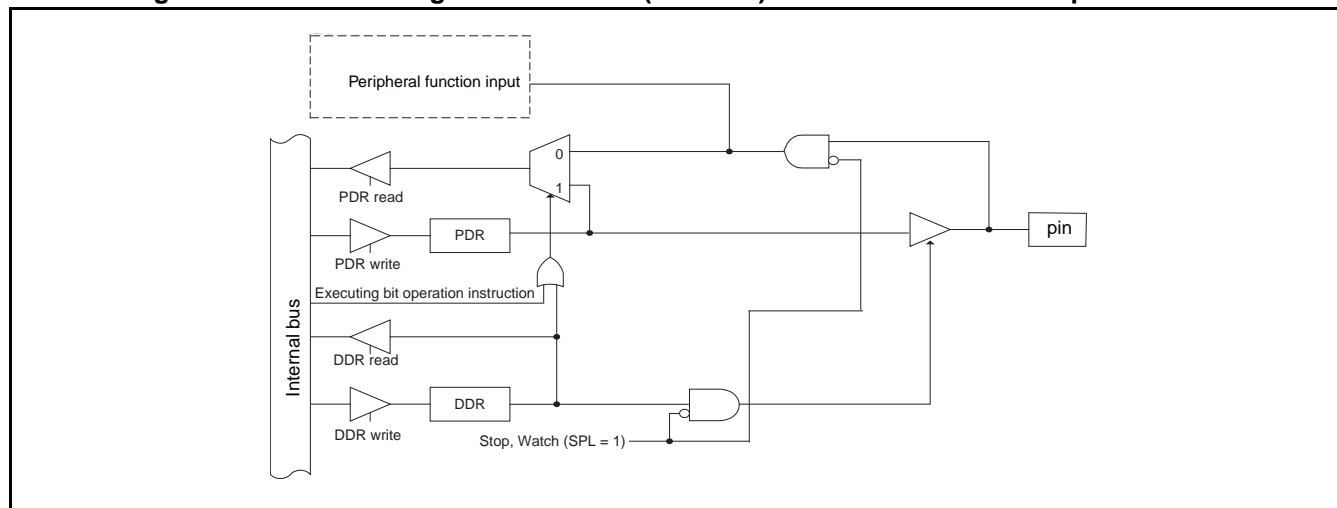 Peripheral function input
0
1
PDR read
PDR
pin
PDR write
Executing bit operation instruction
Internal bus
DDR read
DDR
DDR write
Stop, Watch (SPL = 1)